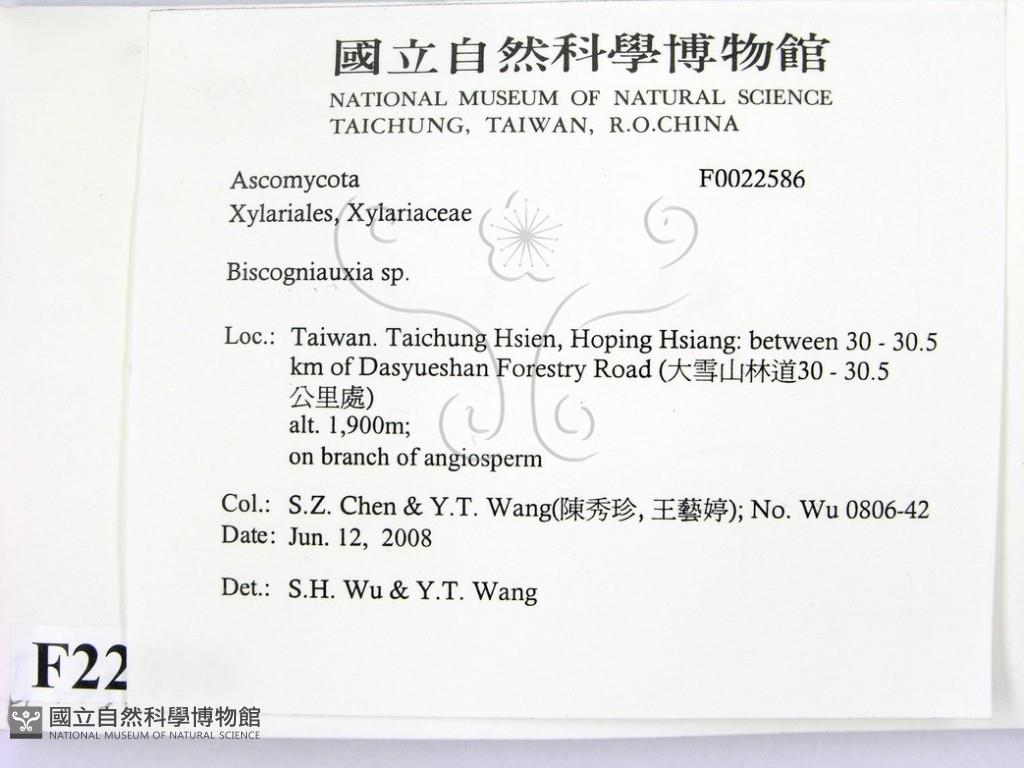 國立自然科學博物館
NATIONAL MUSEUM OF NATURAL SCIENCE
TAICHUNG, TAIWAN, R.O.CHINA
Ascomycota F0022586
Xylariales, Xylariaceae
Biscogniauxia sp.
Loc.: Taiwan. Taichung Hsien, Hoping Hsiang: between 30 - 30.5
km of Dasyueshan Forestry Road (大雪山林道30 - 30.5
公里處)
alt. 1,900m;
on branch of angiosperm
Col.: S.Z. Chen & Y.T. Wang(陳秀珍, 王藝婷); No. Wu 0806-42
Date: Jun. 12, 2008
Det.: S.H. Wu & Y.T. Wang
F22
國立自然科學博物館
NATIONAL MUSEUM OF NATURAL SCIENCE